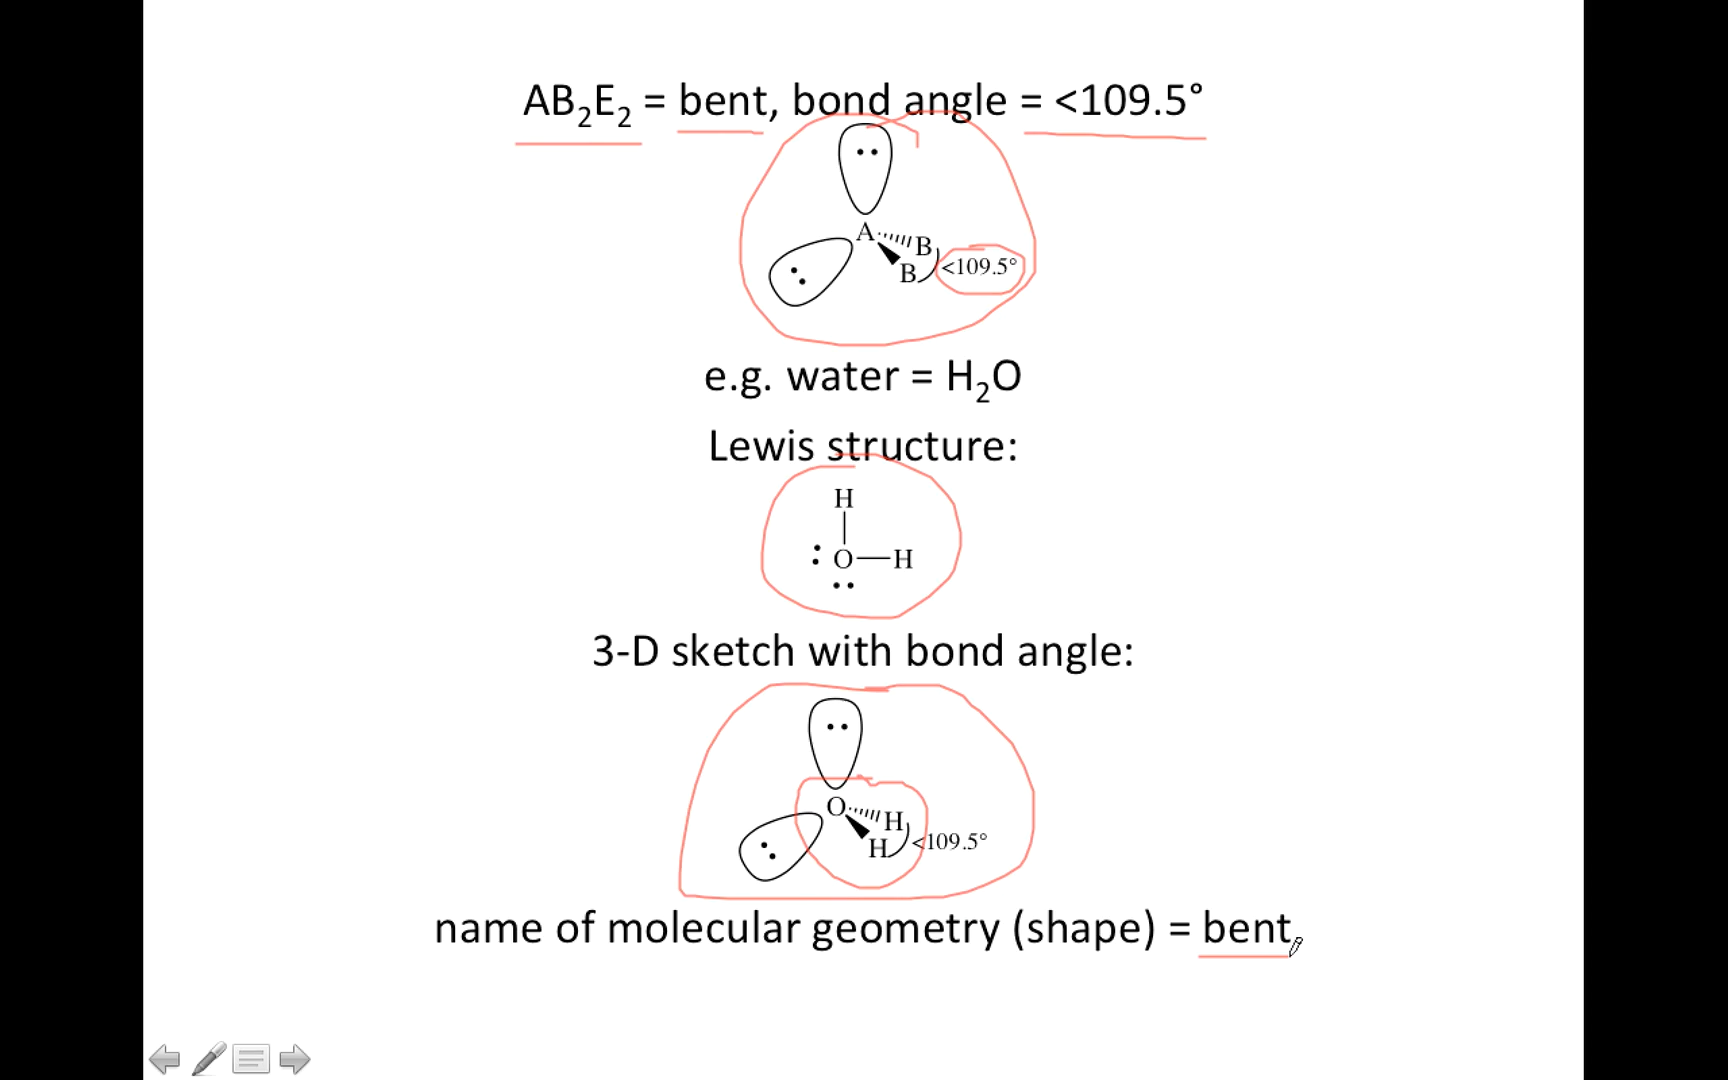 AB₂E₂ = bent, bond angle = <109.5°
A
B
B
<109.5°
e.g. water = H₂O
Lewis structure:
H
O H
3-D sketch with bond angle:
O
H
H
<109.5°
name of molecular geometry (shape) = bent